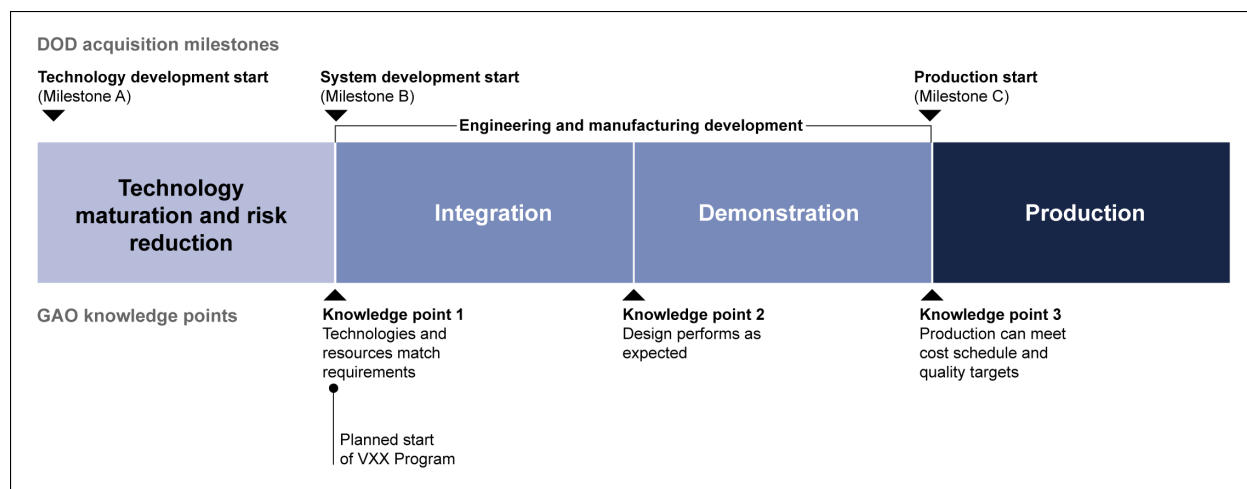 DOD acquisition milestones
Technology development start
(Milestone A)
System development start
(Milestone B)
Production start
(Milestone C)
Engineering and manufacturing development
Technology
maturation and risk
reduction
Integration
Demonstration
Production
GAO knowledge points
Knowledge point 1
Technologies and
resources match
requirements
Knowledge point 2
Design performs as
expected
Knowledge point 3
Production can meet
cost schedule and
quality targets
Planned start
of VXX Program